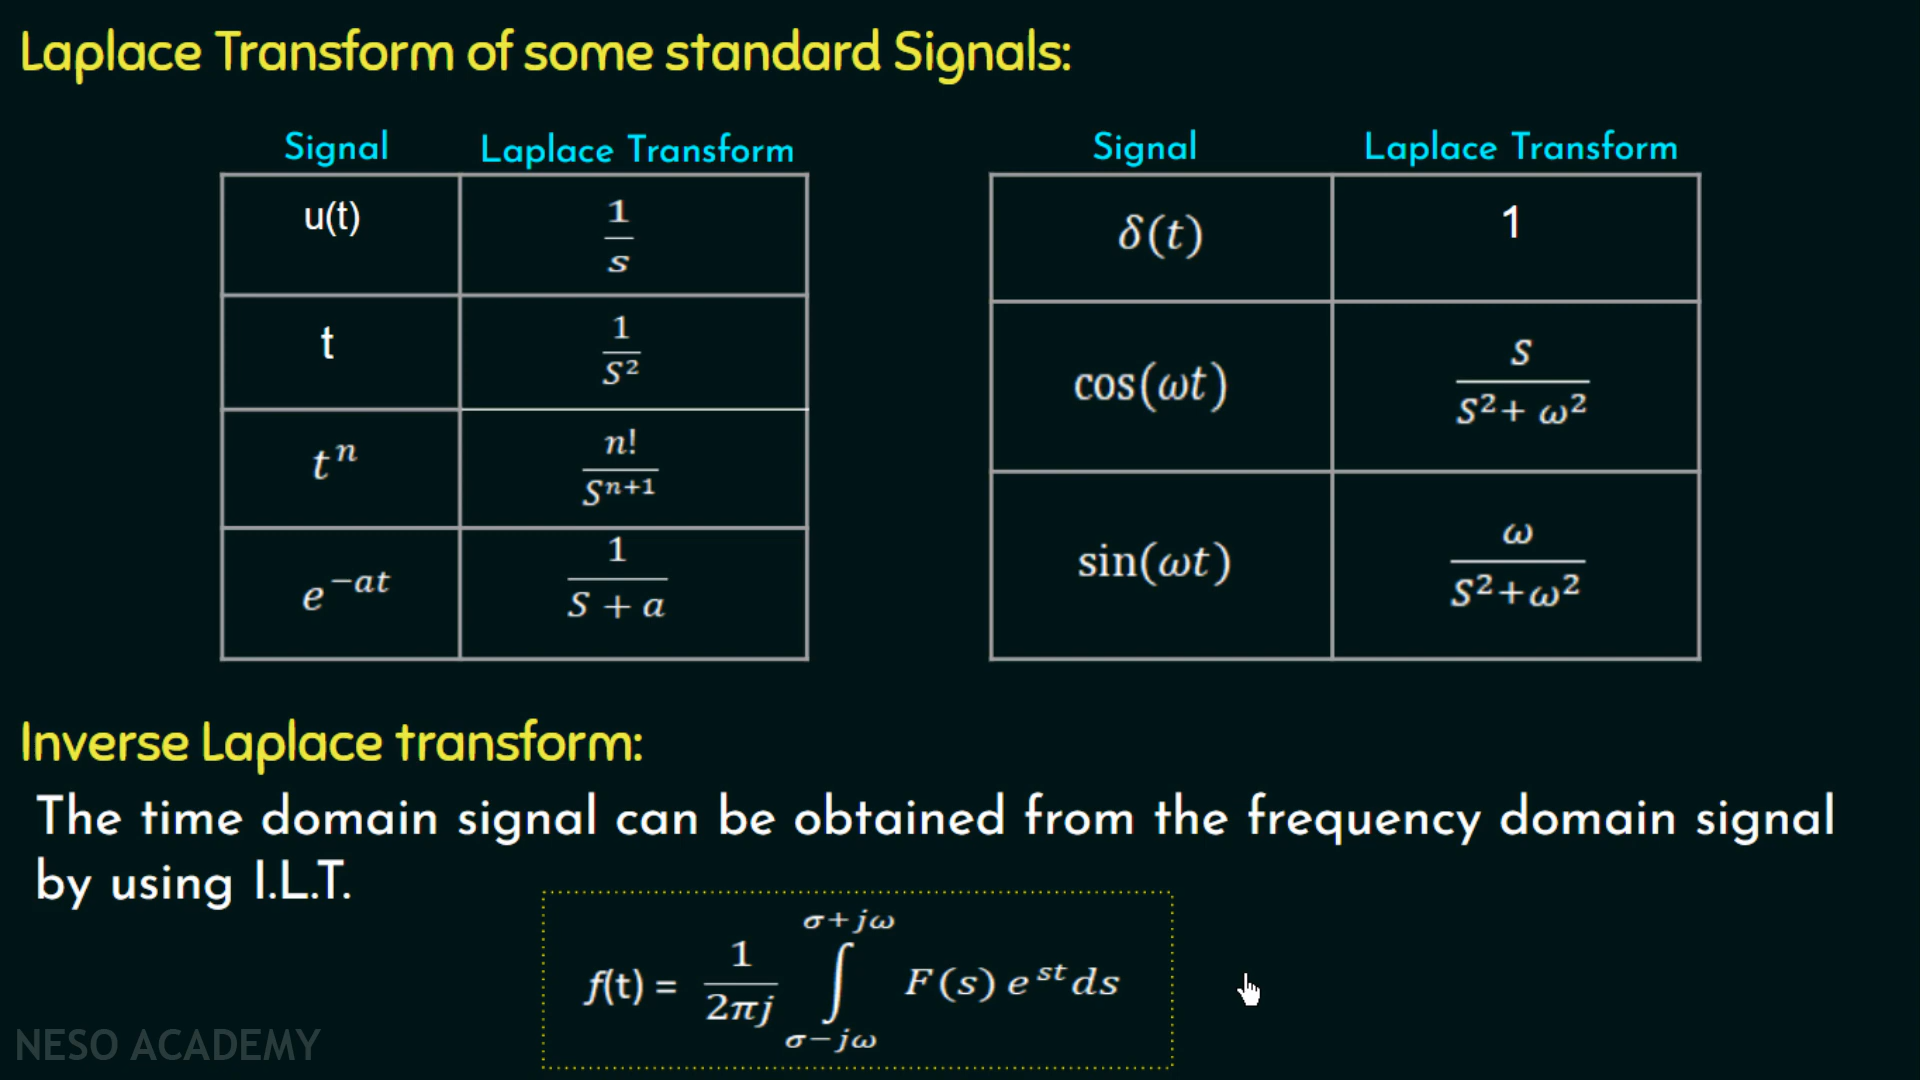 Laplace Transform of some standard Signals:
Signal Laplace Transform
u(t) 1/s
t 1/S²
tⁿ n!/Sⁿ⁺¹
e^−at 1/(S + a)
Signal Laplace Transform
δ(t) 1
cos(ωt) s/(S²+ ω²)
sin(ωt) ω/(S²+ω²)
Inverse Laplace transform:
The time domain signal can be obtained from the frequency domain signal
by using I.L.T.
f(t) = 1/(2πj) ∫_{σ−jω}^{σ+jω} F(s) e^st ds
NESO ACADEMY